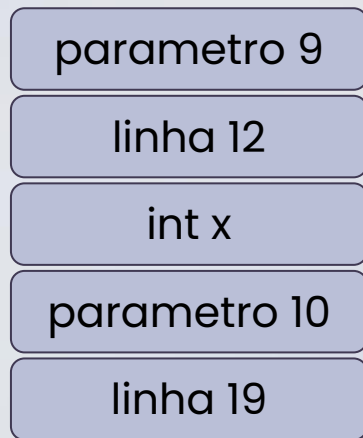 parametro 9
linha 12
int x
parametro 10
linha 19